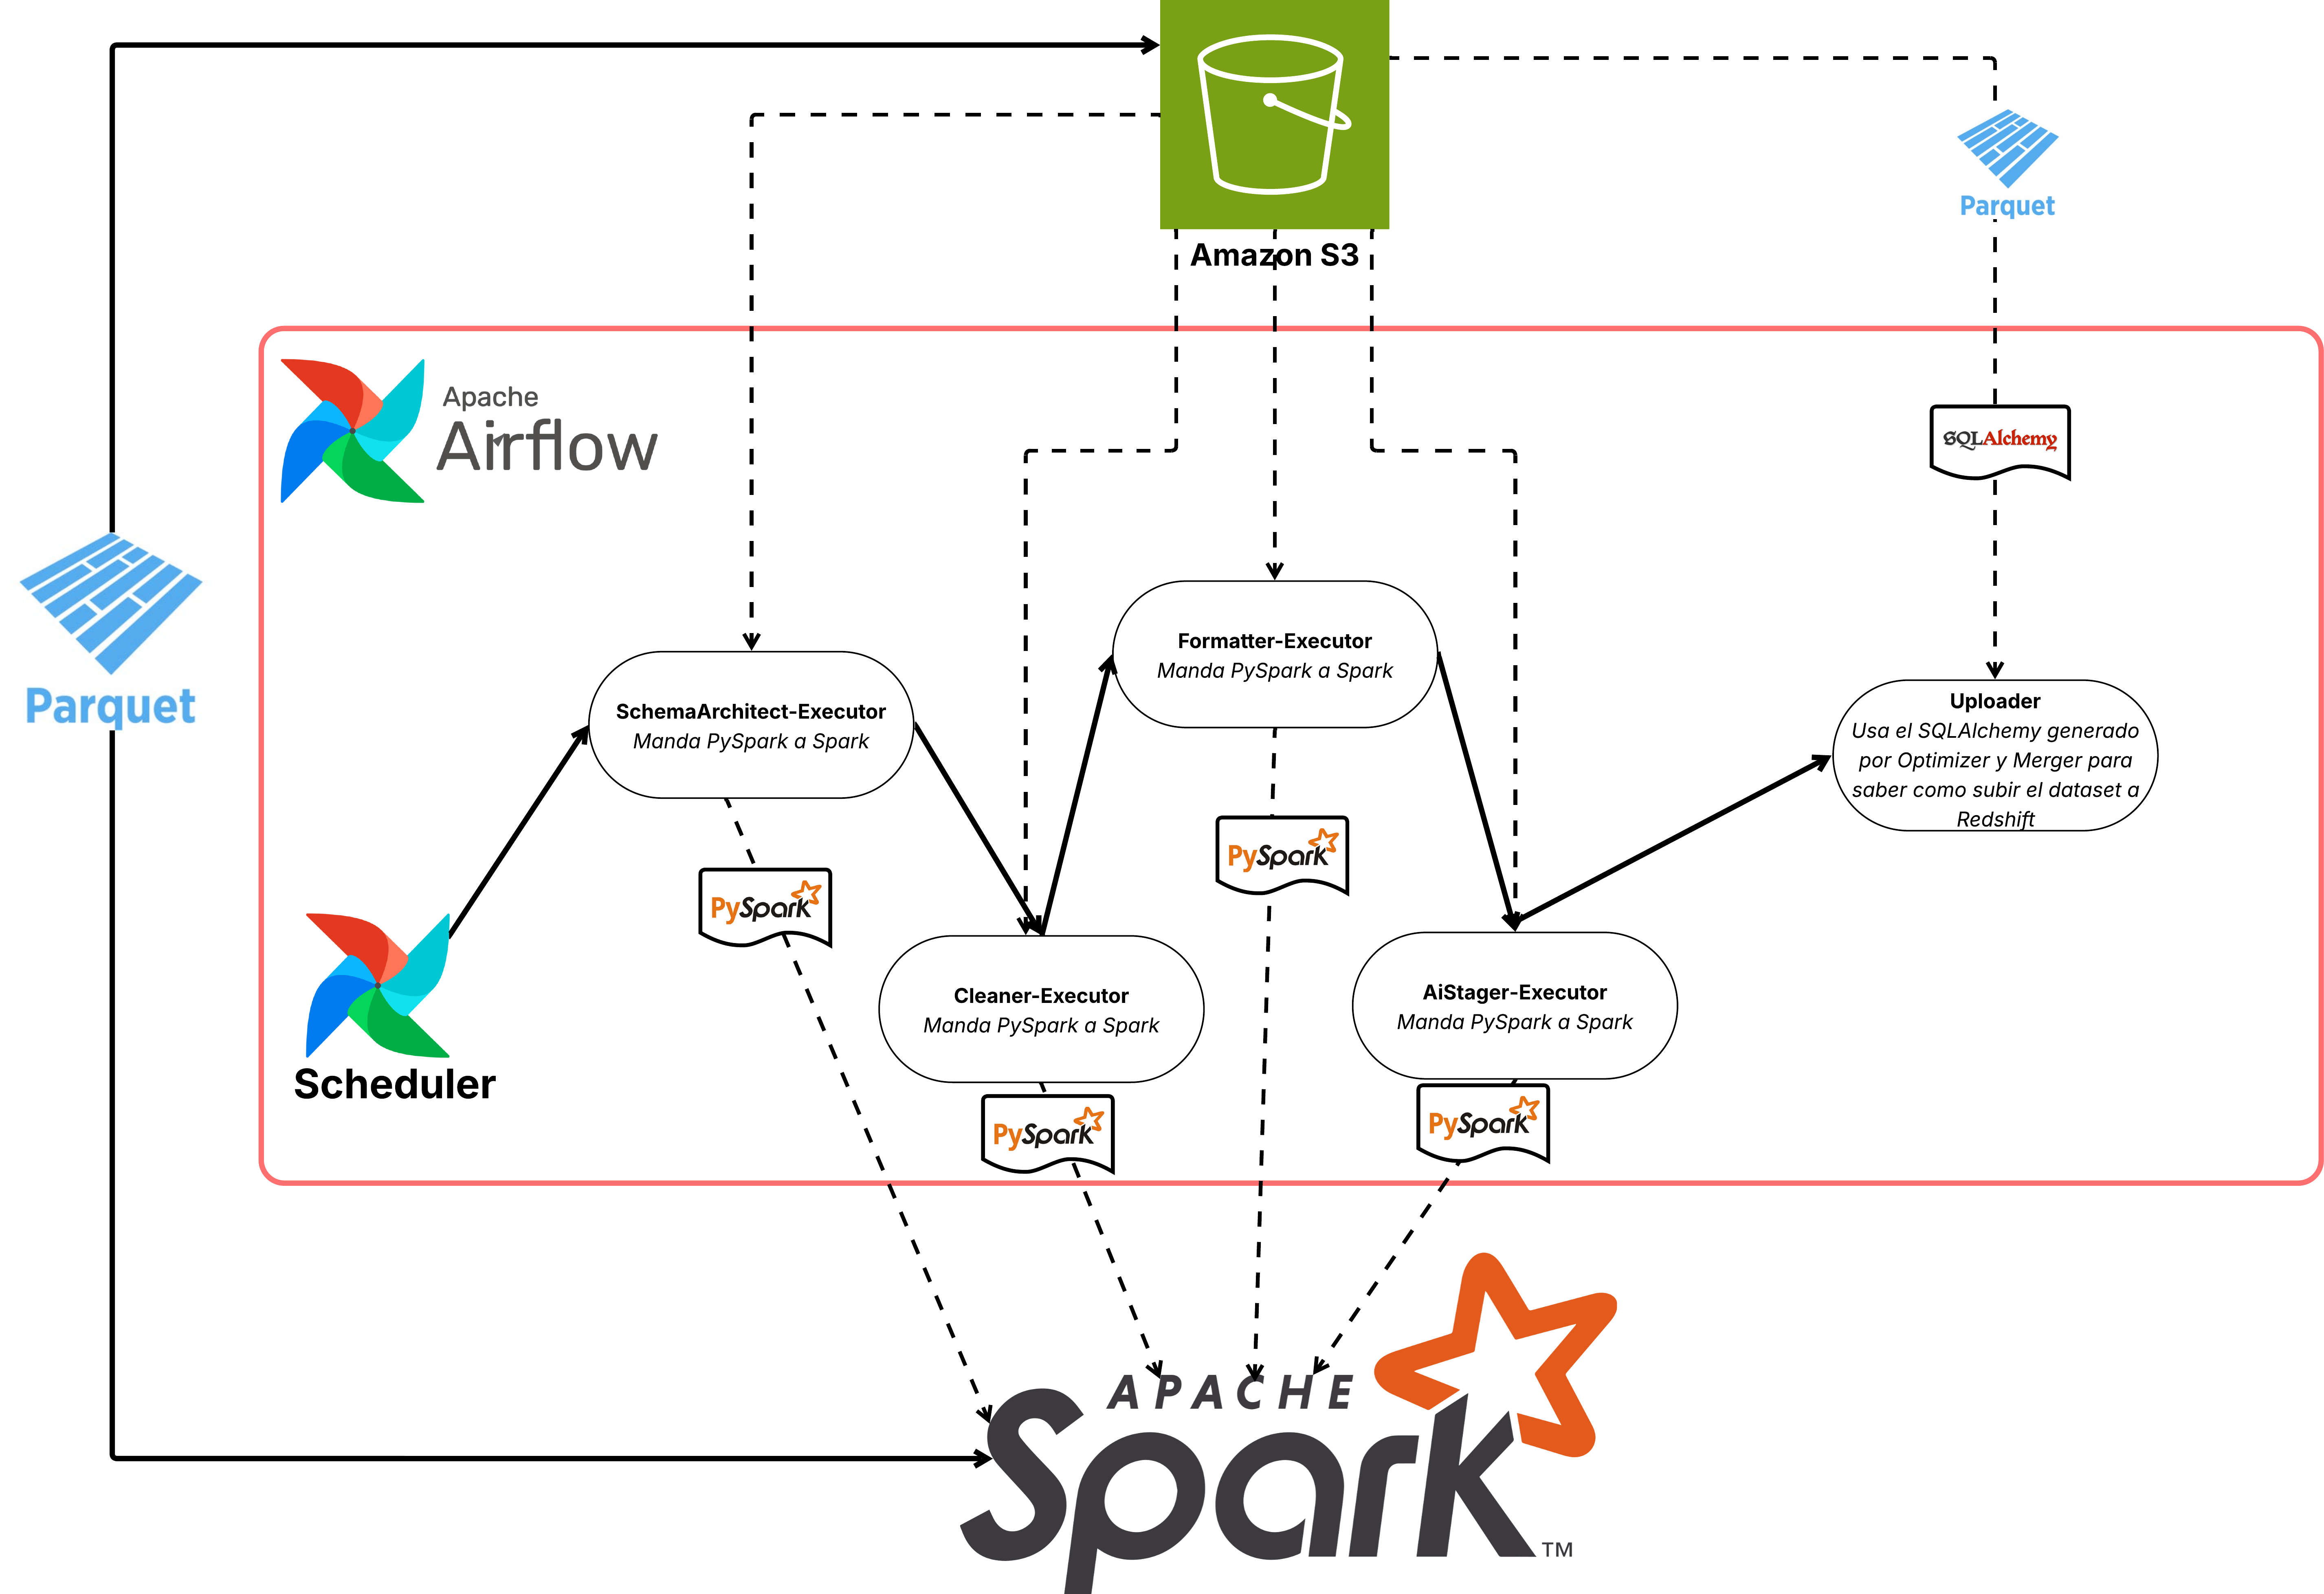 Amazon S3
Parquet
Apache
Airflow
SQLAlchemy
Parquet
Formatter-Executor
Manda PySpark a Spark
SchemaArchitect-Executor
Manda PySpark a Spark
Uploader
Usa el SQLAlchemy generado
por Optimizer y Merger para
saber como subir el dataset a
Redshift
PySpark
PySpark
Cleaner-Executor
Manda PySpark a Spark
AiStager-Executor
Manda PySpark a Spark
Scheduler
PySpark
PySpark
APACHE
Spark
TM